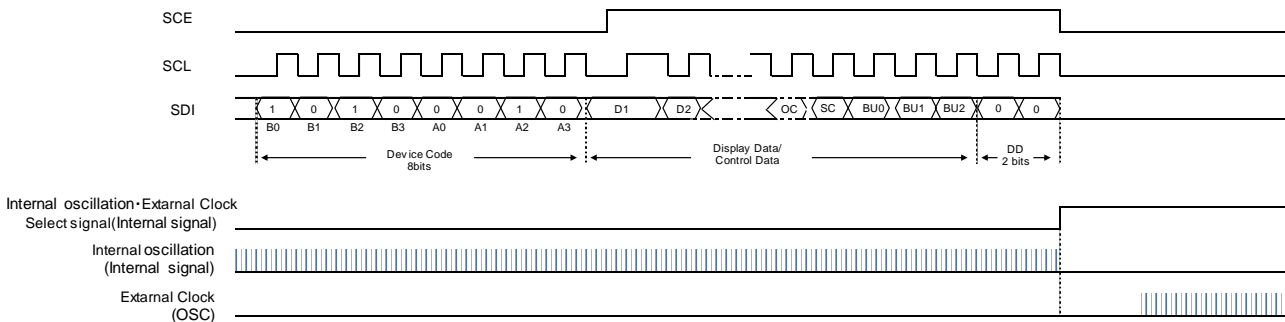 SCE
SCL
SDI
1 0 1 0 0 0 1 0 D1 D2 OC SC BU0 BU1 BU2 0 0
B0 B1 B2 B3 A0 A1 A2 A3
Device Code
8bits
Display Data/
Control Data
DD
2 bits
Internal oscillation･Extarnal Clock
Select signal(Internal signal)
Internal oscillation
(Internal signal)
Extarnal Clock
(OSC)